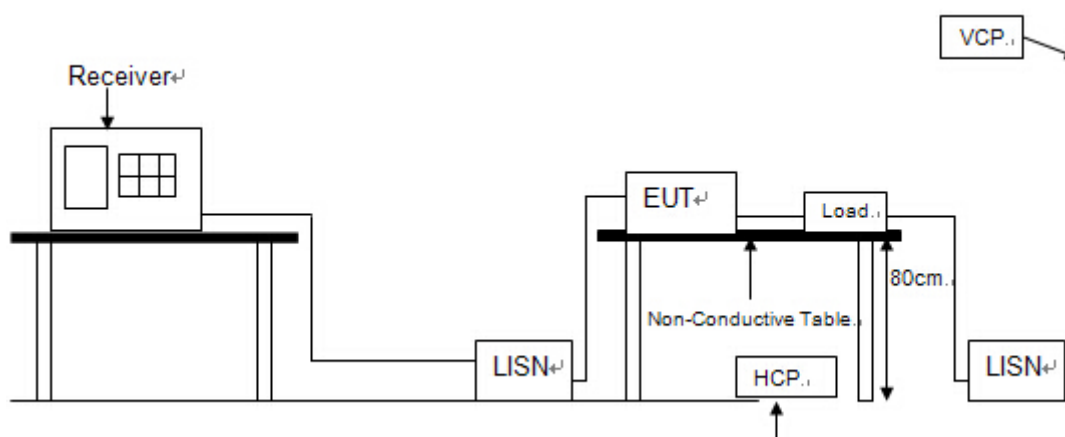 VCP.
Receiver↵
EUT↵
Load.
80cm.
Non-Conductive Table.
LISN↵
HCP.
LISN↵